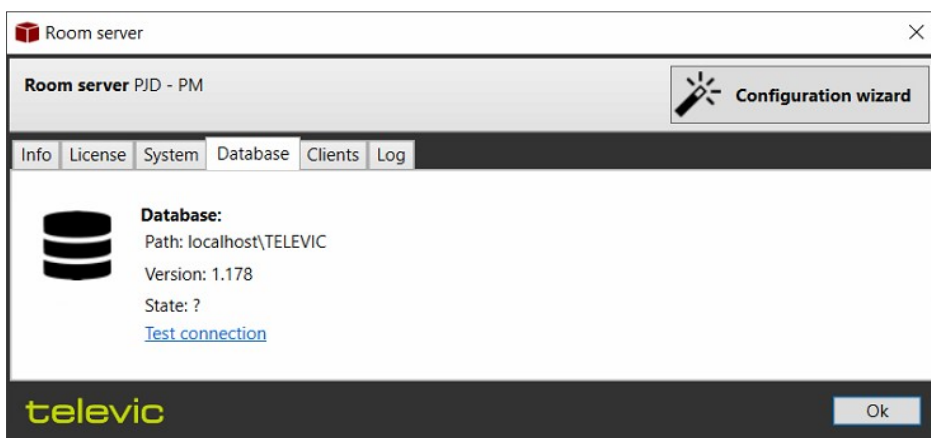 Room server
Room server PJD - PM
Configuration wizard
Info License System Database Clients Log
Database:
Path: localhost\TELEVIC
Version: 1.178
State: ?
Test connection
televic
Ok